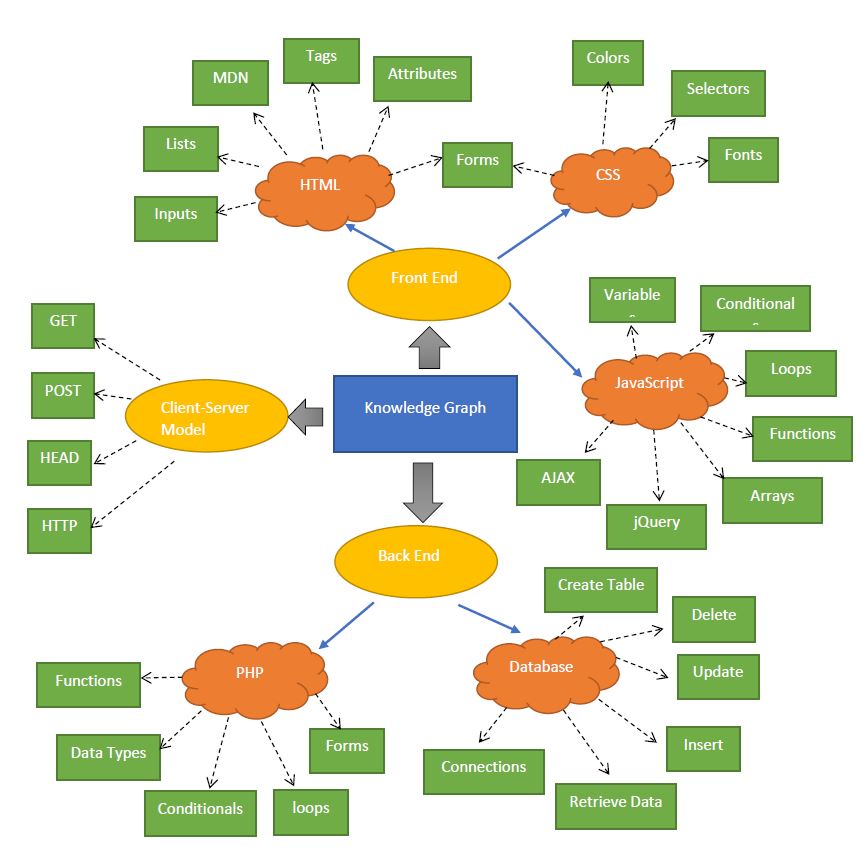 Tags
Colors
MDN
Attributes
Selectors
Lists
Forms
Fonts
HTML
CSS
Inputs
Front End
Variable
s
Conditional
s
GET
Loops
POST
JavaScript
Client-Server
Model
Knowledge Graph
Functions
HEAD
AJAX
Arrays
HTTP
jQuery
Back End
Create Table
Delete
PHP
Database
Update
Functions
Forms
Insert
Data Types
Connections
Conditionals
loops
Retrieve Data